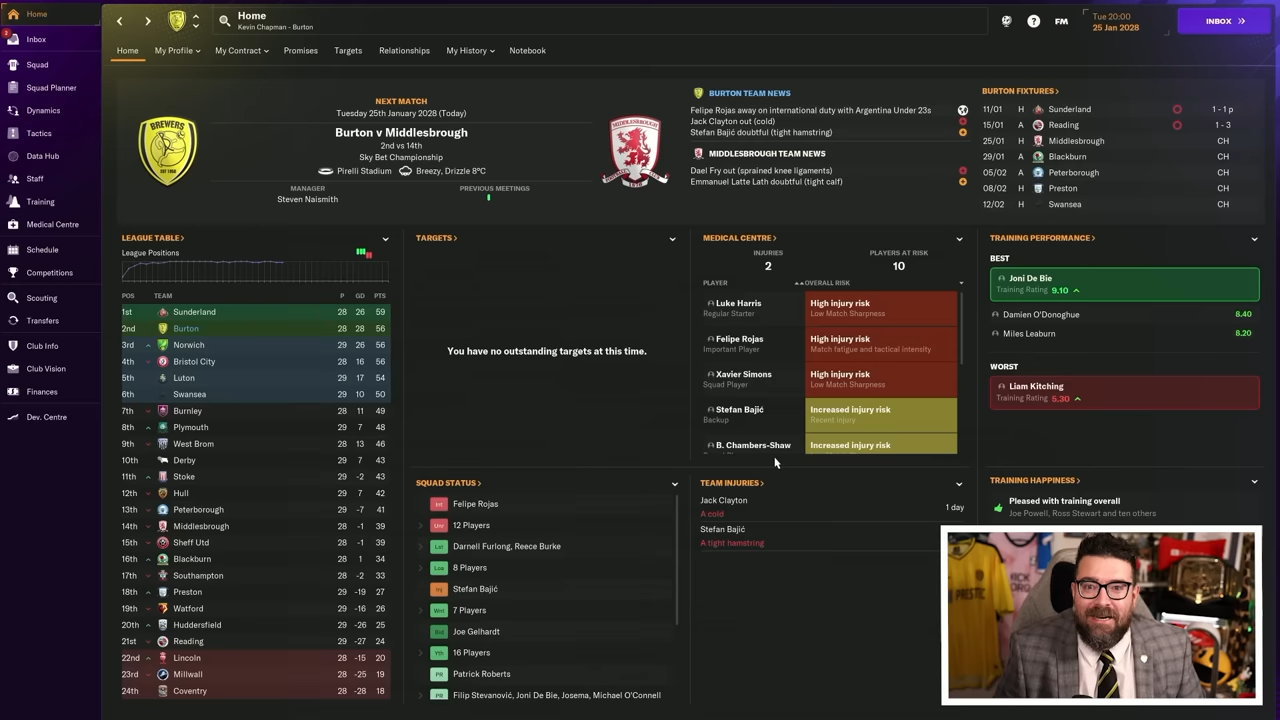 Home
2
Inbox
Squad
Squad Planner
Dynamics
Tactics
Data Hub
Staff
Training
Medical Centre
Schedule
Competitions
Scouting
Transfers
Club Info
Club Vision
Finances
Dev. Centre
Home
Kevin Chapman - Burton
FM
Tue 20:00
25 Jan 2028
INBOX
Home My Profile My Contract Promises Targets Relationships My History Notebook
BREWERS
NEXT MATCH
Tuesday 25th January 2028 (Today)
Burton v Middlesbrough
2nd vs 14th
Sky Bet Championship
Pirelli Stadium Breezy, Drizzle 8°C
MANAGER
Steven Naismith
PREVIOUS MEETINGS
BURTON TEAM NEWS
Felipe Rojas away on international duty with Argentina Under 23s
Jack Clayton out (cold)
Stefan Bajić doubtful (tight hamstring)
MIDDLESBROUGH TEAM NEWS
Dael Fry out (sprained knee ligaments)
Emmanuel Latte Lath doubtful (tight calf)
BURTON FIXTURES
11/01 H Sunderland 1 - 1 p
15/01 A Reading 1 - 3
25/01 H Middlesbrough CH
29/01 A Blackburn CH
05/02 A Peterborough CH
08/02 H Preston CH
12/02 H Swansea CH
LEAGUE TABLE
League Positions
POS TEAM P GD PTS
1st Sunderland 28 26 59
2nd Burton 28 28 56
3rd Norwich 29 26 56
4th Bristol City 28 16 56
5th Luton 29 17 54
6th Swansea 29 10 50
7th Burnley 28 11 49
8th Plymouth 29 7 48
9th West Brom 28 13 46
10th Derby 29 7 43
11th Stoke 29 -2 43
12th Hull 29 7 42
13th Peterborough 29 -7 41
14th Middlesbrough 28 -1 39
15th Sheff Utd 28 -1 39
16th Blackburn 28 1 34
17th Southampton 28 -2 33
18th Preston 29 -19 27
19th Watford 29 -16 26
20th Huddersfield 29 -26 25
21st Reading 29 -27 24
22nd Lincoln 28 -15 20
23rd Millwall 28 -25 19
24th Coventry 28 -28 18
TARGETS
You have no outstanding targets at this time.
MEDICAL CENTRE
INJURIES PLAYERS AT RISK
2 10
PLAYER OVERALL RISK
Luke Harris High injury risk
Regular Starter Low Match Sharpness
Felipe Rojas High injury risk
Important Player Match fatigue and tactical intensity
Xavier Simons High injury risk
Squad Player Low Match Sharpness
Stefan Bajić Increased injury risk
Backup Recent injury
B. Chambers-Shaw Increased injury risk
TRAINING PERFORMANCE
BEST
Joni De Bie
Training Rating 9.10
Damien O'Donoghue 8.40
Miles Leaburn 8.20
WORST
Liam Kitching
Training Rating 5.30
SQUAD STATUS
Int Felipe Rojas
Unr 12 Players
Lst Darnell Furlong, Reece Burke
Loa 8 Players
Inj Stefan Bajić
Wnt 7 Players
Bid Joe Gelhardt
Yth 16 Players
PR Patrick Roberts
PR Filip Stevanović, Joni De Bie, Josema, Michael O'Connell
TEAM INJURIES
Jack Clayton
A cold
1 day
Stefan Bajić
A tight hamstring
TRAINING HAPPINESS
Pleased with training overall
Joe Powell, Ross Stewart and ten others